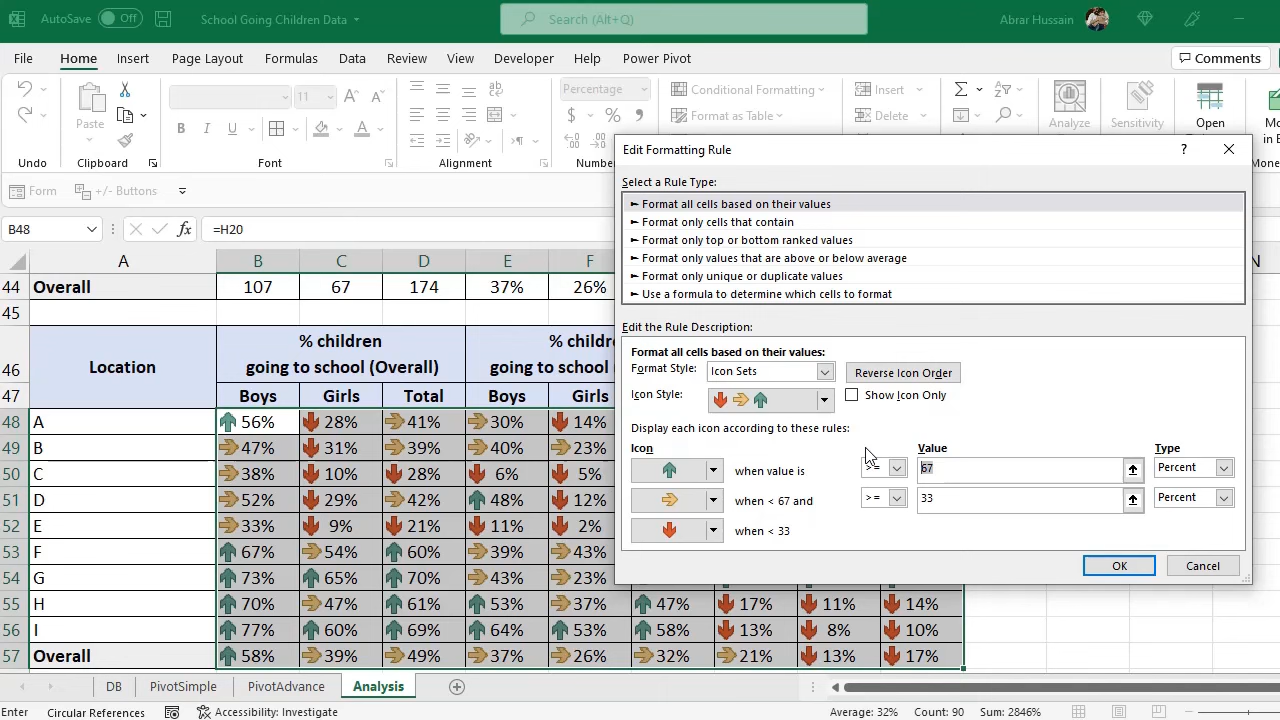 AutoSave Off School Going Children Data Search (Alt+Q) Abrar Hussain
File Home Insert Page Layout Formulas Data Review View Developer Help Power Pivot Comments
11 Percentage Conditional Formatting Insert
Paste B I U $ % Format as Table Delete Analyze Sensitivity Open
Undo Clipboard Font Alignment
Form +/- Buttons
B48 fx =H20
A B C D E F
44 Overall 107 67 174 37% 26%
45
46 Location % children
going to school (Overall)
47 Boys Girls Total Boys Girls
48 A 56% 28% 41% 30% 14%
49 B 47% 31% 39% 40% 23%
50 C 38% 10% 28% 6% 5%
51 D 52% 29% 42% 48% 12%
52 E 33% 9% 21% 11% 2%
53 F 67% 54% 60% 39% 43%
54 G 73% 65% 70% 43% 23%
55 H 70% 47% 61% 53% 37% 47% 17% 11% 14%
56 I 77% 60% 69% 64% 53% 58% 13% 8% 10%
57 Overall 58% 39% 49% 37% 26% 32% 21% 13% 17%
DB PivotSimple PivotAdvance Analysis
Enter Circular References Accessibility: Investigate Average: 32% Count: 90 Sum: 2846%
Edit Formatting Rule
Select a Rule Type:
Format all cells based on their values
Format only cells that contain
Format only top or bottom ranked values
Format only values that are above or below average
Format only unique or duplicate values
Use a formula to determine which cells to format
Edit the Rule Description:
Format all cells based on their values:
Format Style: Icon Sets Reverse Icon Order
Icon Style: Show Icon Only
Display each icon according to these rules:
Icon Value Type
when value is >= 67 Percent
when < 67 and >= 33 Percent
when < 33
OK Cancel